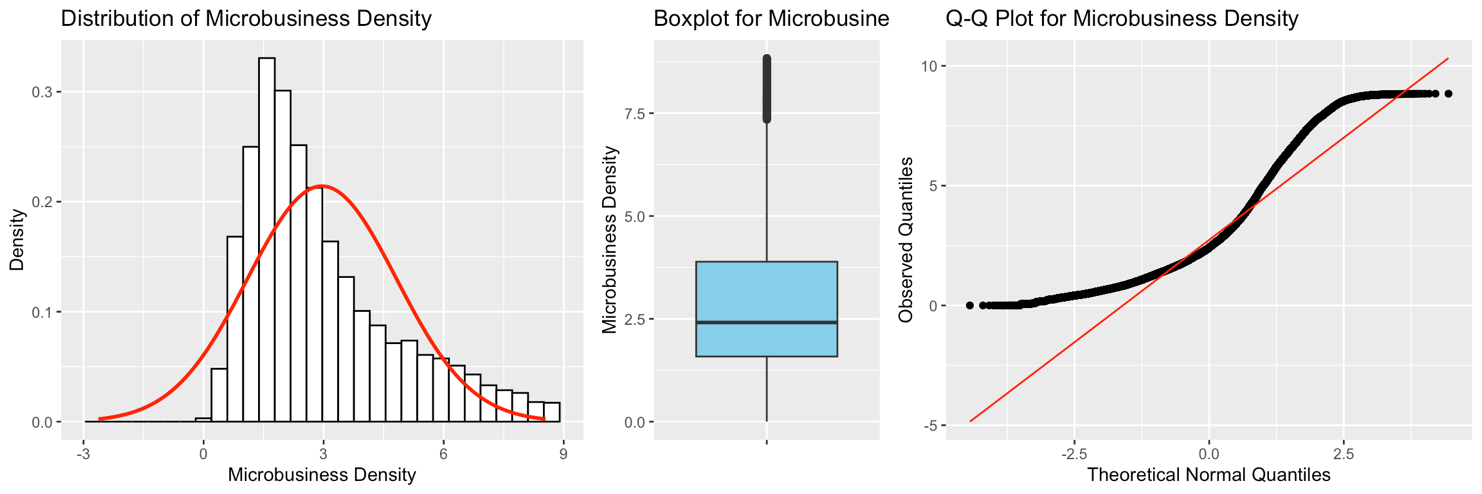 Distribution of Microbusiness Density
Density
0.3
0.2
0.1
0.0
-3 0 3 6 9
Microbusiness Density
Boxplot for Microbusine
Microbusiness Density
7.5
5.0
2.5
0.0
Q-Q Plot for Microbusiness Density
Observed Quantiles
10
5
0
-5
-2.5 0.0 2.5
Theoretical Normal Quantiles